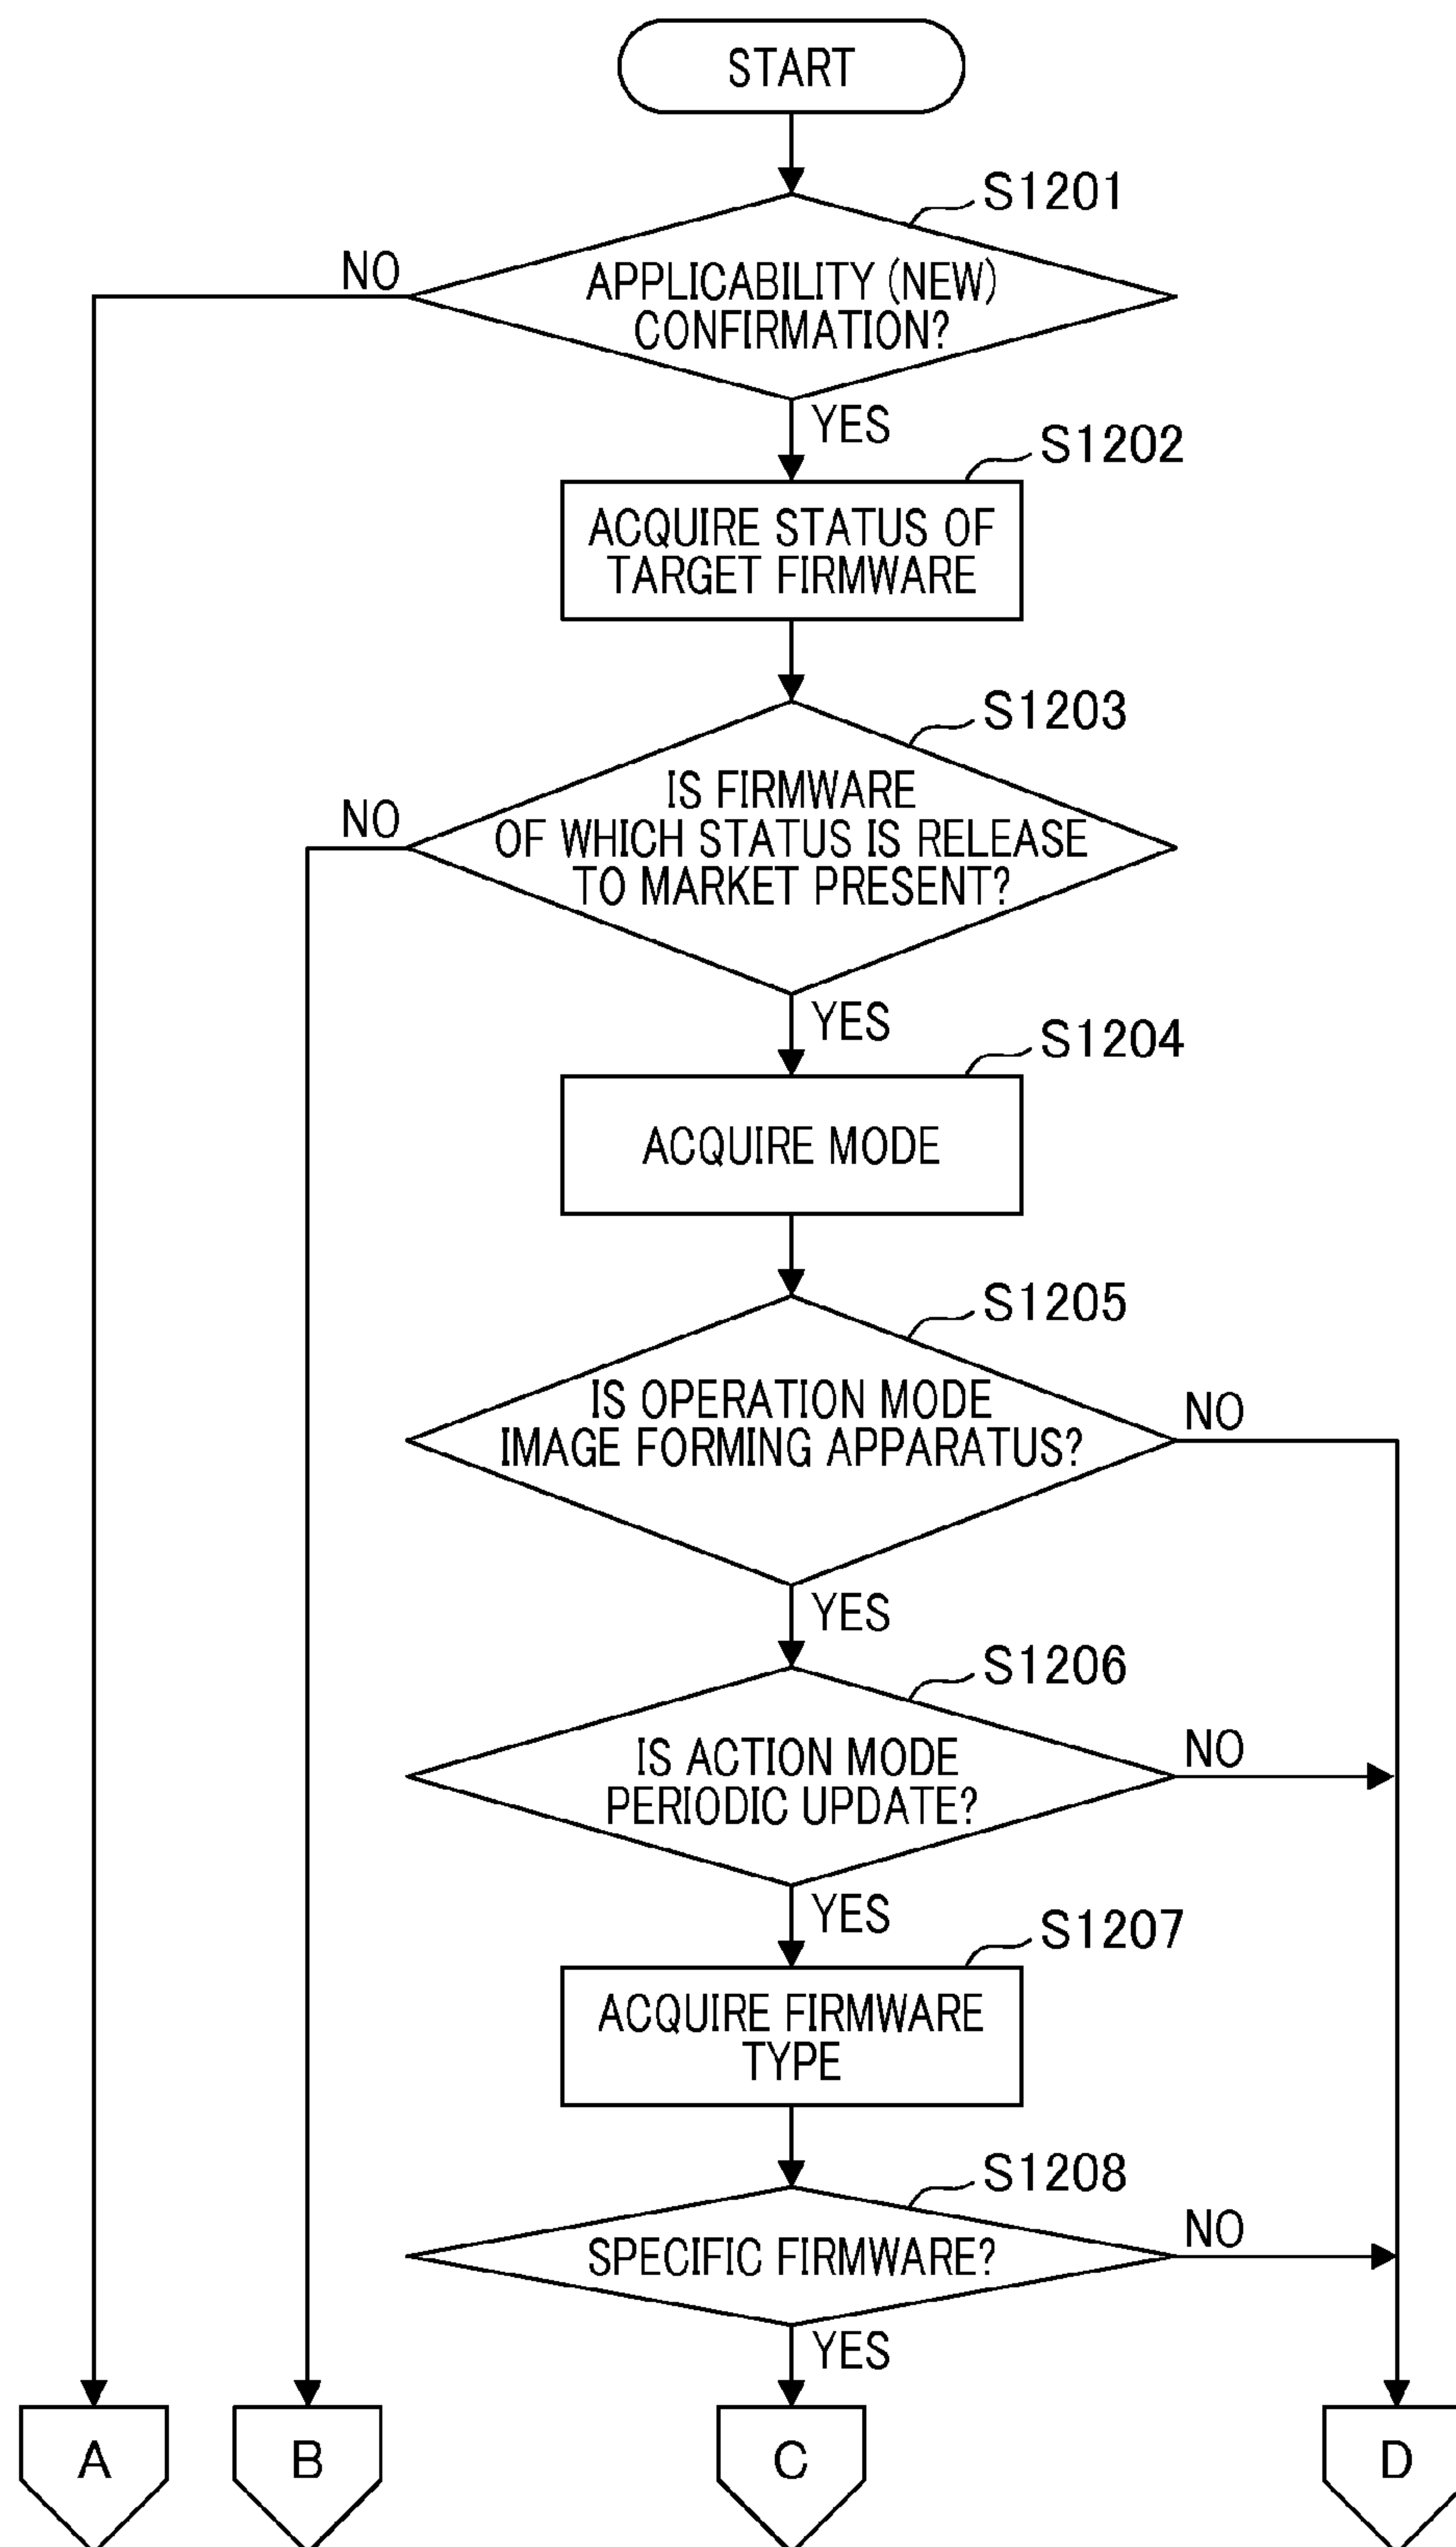 START
S1201
NO
APPLICABILITY (NEW)
CONFIRMATION?
YES
S1202
ACQUIRE STATUS OF
TARGET FIRMWARE
S1203
NO
IS FIRMWARE
OF WHICH STATUS IS RELEASE
TO MARKET PRESENT?
YES
S1204
ACQUIRE MODE
S1205
IS OPERATION MODE
IMAGE FORMING APPARATUS?
NO
YES
S1206
IS ACTION MODE
PERIODIC UPDATE?
NO
YES
S1207
ACQUIRE FIRMWARE
TYPE
S1208
SPECIFIC FIRMWARE?
NO
YES
A
B
C
D